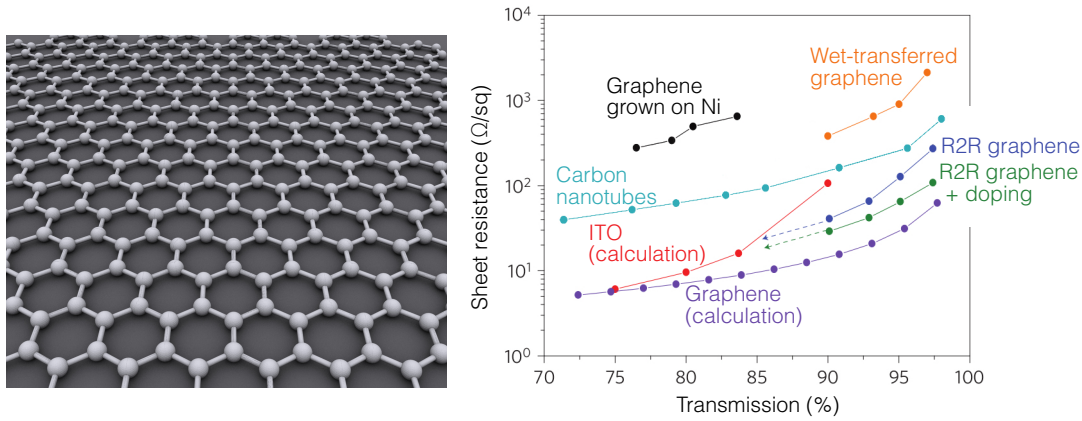 10⁴
10³
10²
10¹
10⁰
Sheet resistance (Ω/sq)
Graphene
grown on Ni
Wet-transferred
graphene
Carbon
nanotubes
R2R graphene
R2R graphene
+ doping
ITO
(calculation)
Graphene
(calculation)
70 75 80 85 90 95 100
Transmission (%)